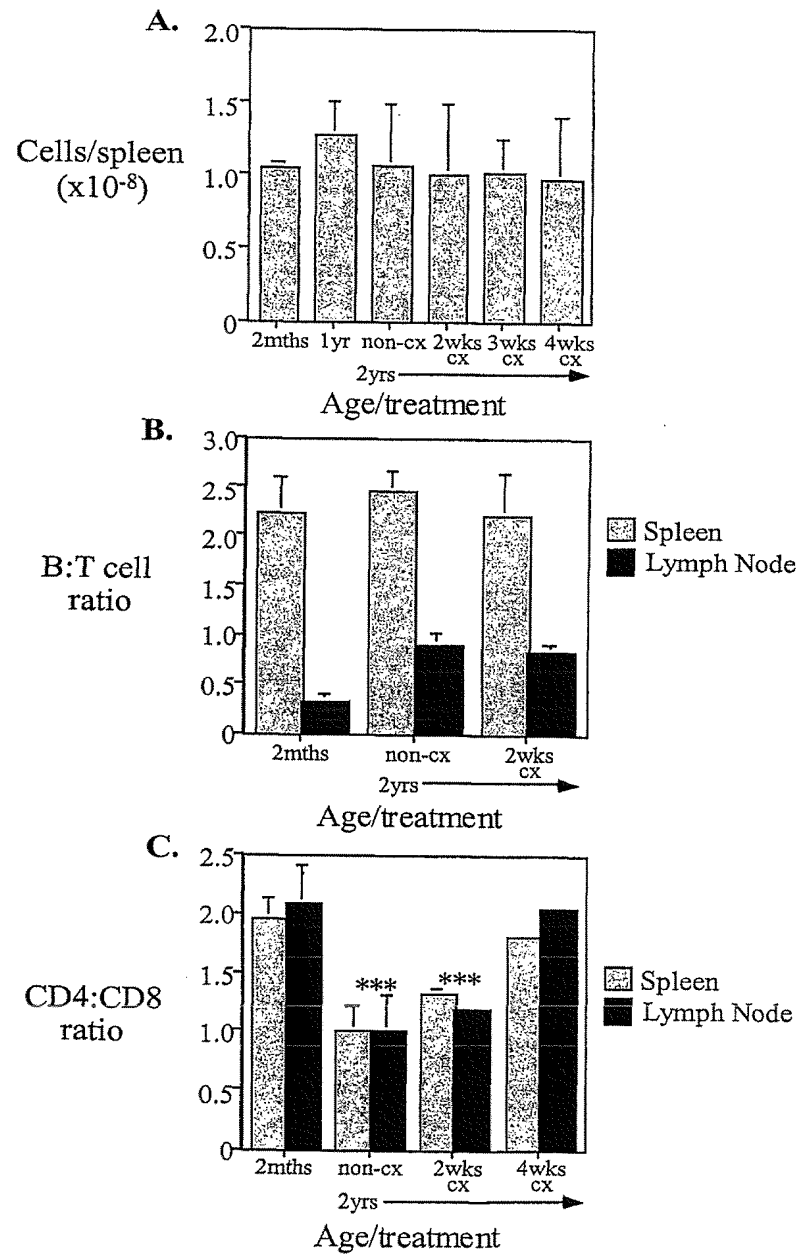 A.
2.0
1.5
1.0
0.5
0
Cells/spleen
(x10⁻⁸)
2mths 1yr non-cx 2wks cx 3wks cx 4wks cx
2yrs
Age/treatment
B.
3.0
2.5
2.0
1.5
1.0
0.5
0
B:T cell
ratio
Spleen
Lymph Node
2mths non-cx 2wks cx
2yrs
Age/treatment
C.
2.5
2.0
1.5
1.0
0.5
0
CD4:CD8
ratio
*** ***
Spleen
Lymph Node
2mths non-cx 2wks cx 4wks cx
2yrs
Age/treatment